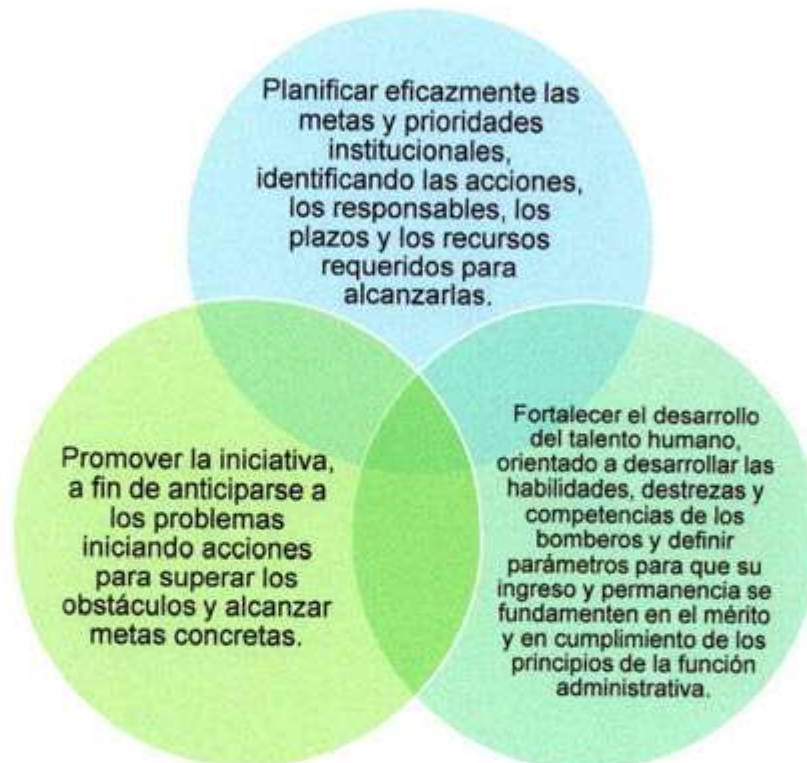 Planificar eficazmente las
metas y prioridades
institucionales,
identificando las acciones,
los responsables, los
plazos y los recursos
requeridos para
alcanzarlas.
Promover la iniciativa,
a fin de anticiparse a
los problemas
iniciando acciones
para superar los
obstáculos y alcanzar
metas concretas.
Fortalecer el desarrollo
del talento humano,
orientado a desarrollar las
habilidades, destrezas y
competencias de los
bomberos y definir
parámetros para que su
ingreso y permanencia se
fundamenten en el mérito
y en cumplimiento de los
principios de la función
administrativa.